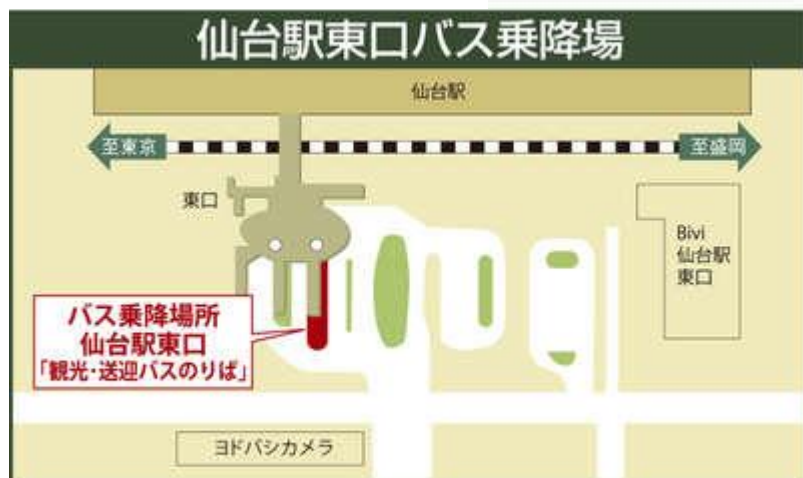 仙台駅東口バス乗降場
仙台駅
至東京
至盛岡
東口
Bivi
仙台駅
東口
バス乗降場所
仙台駅東口
「観光・送迎バスのりば」
ヨドバシカメラ